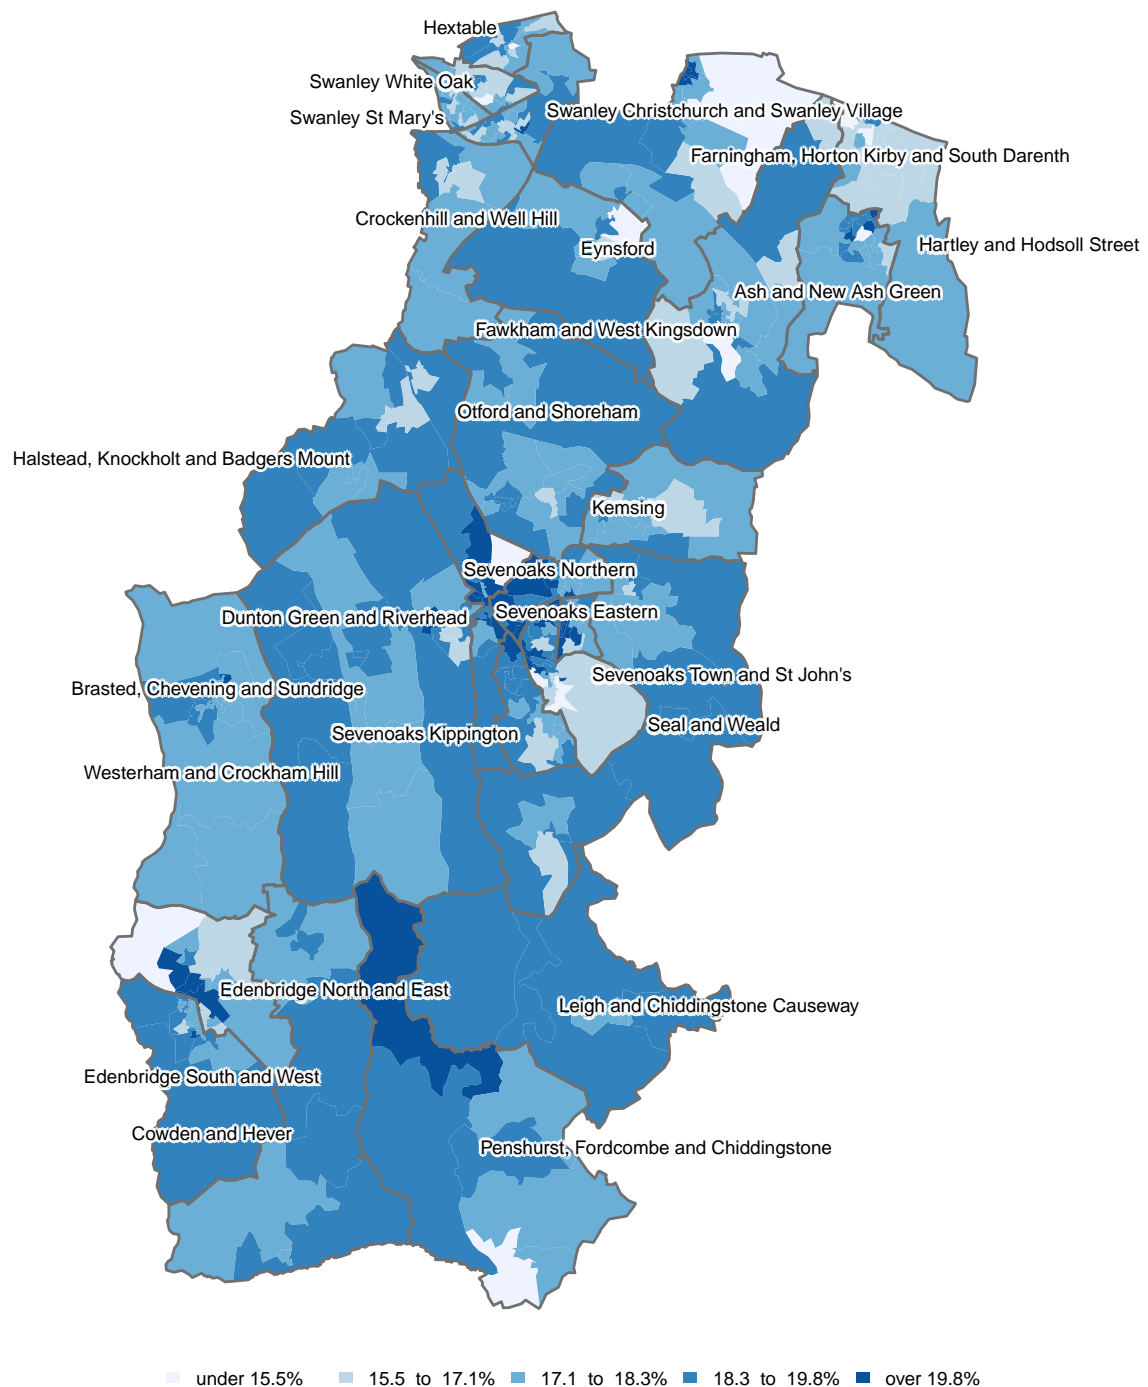 Hextable
Swanley White Oak
Swanley Christchurch and Swanley Village
Swanley St Mary's
Farningham, Horton Kirby and South Darenth
Crockenhill and Well Hill
Hartley and Hodsoll Street
Eynsford
Ash and New Ash Green
Fawkham and West Kingsdown
Otford and Shoreham
Halstead, Knockholt and Badgers Mount
Kemsing
Sevenoaks Northern
Sevenoaks Eastern
Dunton Green and Riverhead
Sevenoaks Town and St John's
Brasted, Chevening and Sundridge
Seal and Weald
Sevenoaks Kippington
Westerham and Crockham Hill
Edenbridge North and East
Leigh and Chiddingstone Causeway
Edenbridge South and West
Cowden and Hever
Penshurst, Fordcombe and Chiddingstone
under 15.5% 15.5 to 17.1% 17.1 to 18.3% 18.3 to 19.8% over 19.8%